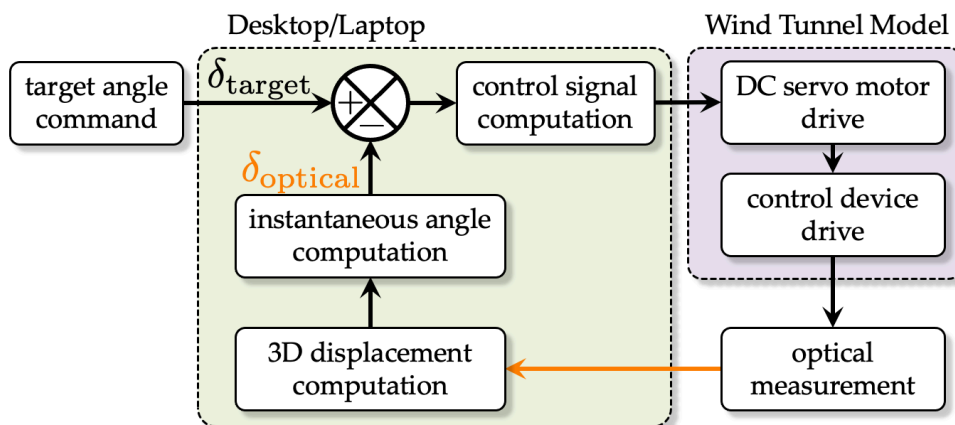 Desktop/Laptop
Wind Tunnel Model
target angle
command
δtarget
+
−
control signal
computation
DC servo motor
drive
δoptical
instantaneous angle
computation
control device
drive
3D displacement
computation
optical
measurement